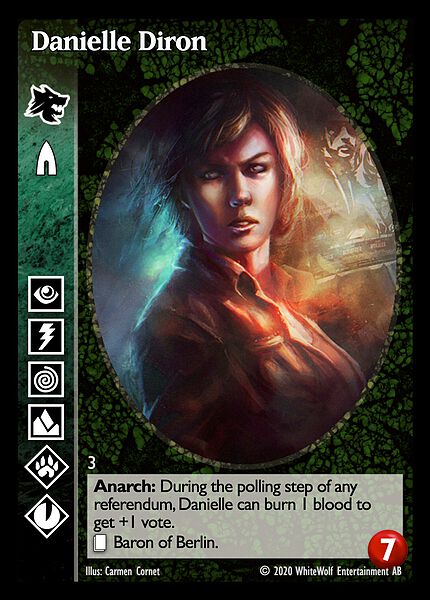 Danielle Diron
3
Anarch: During the polling step of any
referendum, Danielle can burn 1 blood to
get +1 vote.
Baron of Berlin.
7
Illus: Carmen Cornet
© 2020 WhiteWolf Entertainment AB